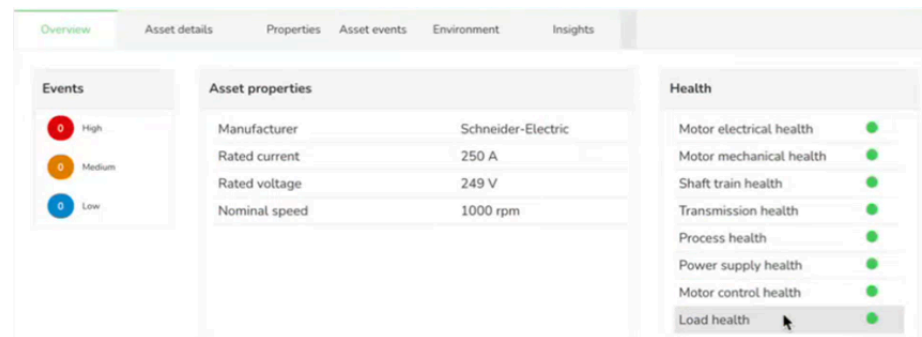 Overview Asset details Properties Asset events Environment Insights
Events
0 High
0 Medium
0 Low
Asset properties
Manufacturer Schneider-Electric
Rated current 250 A
Rated voltage 249 V
Nominal speed 1000 rpm
Health
Motor electrical health
Motor mechanical health
Shaft train health
Transmission health
Process health
Power supply health
Motor control health
Load health